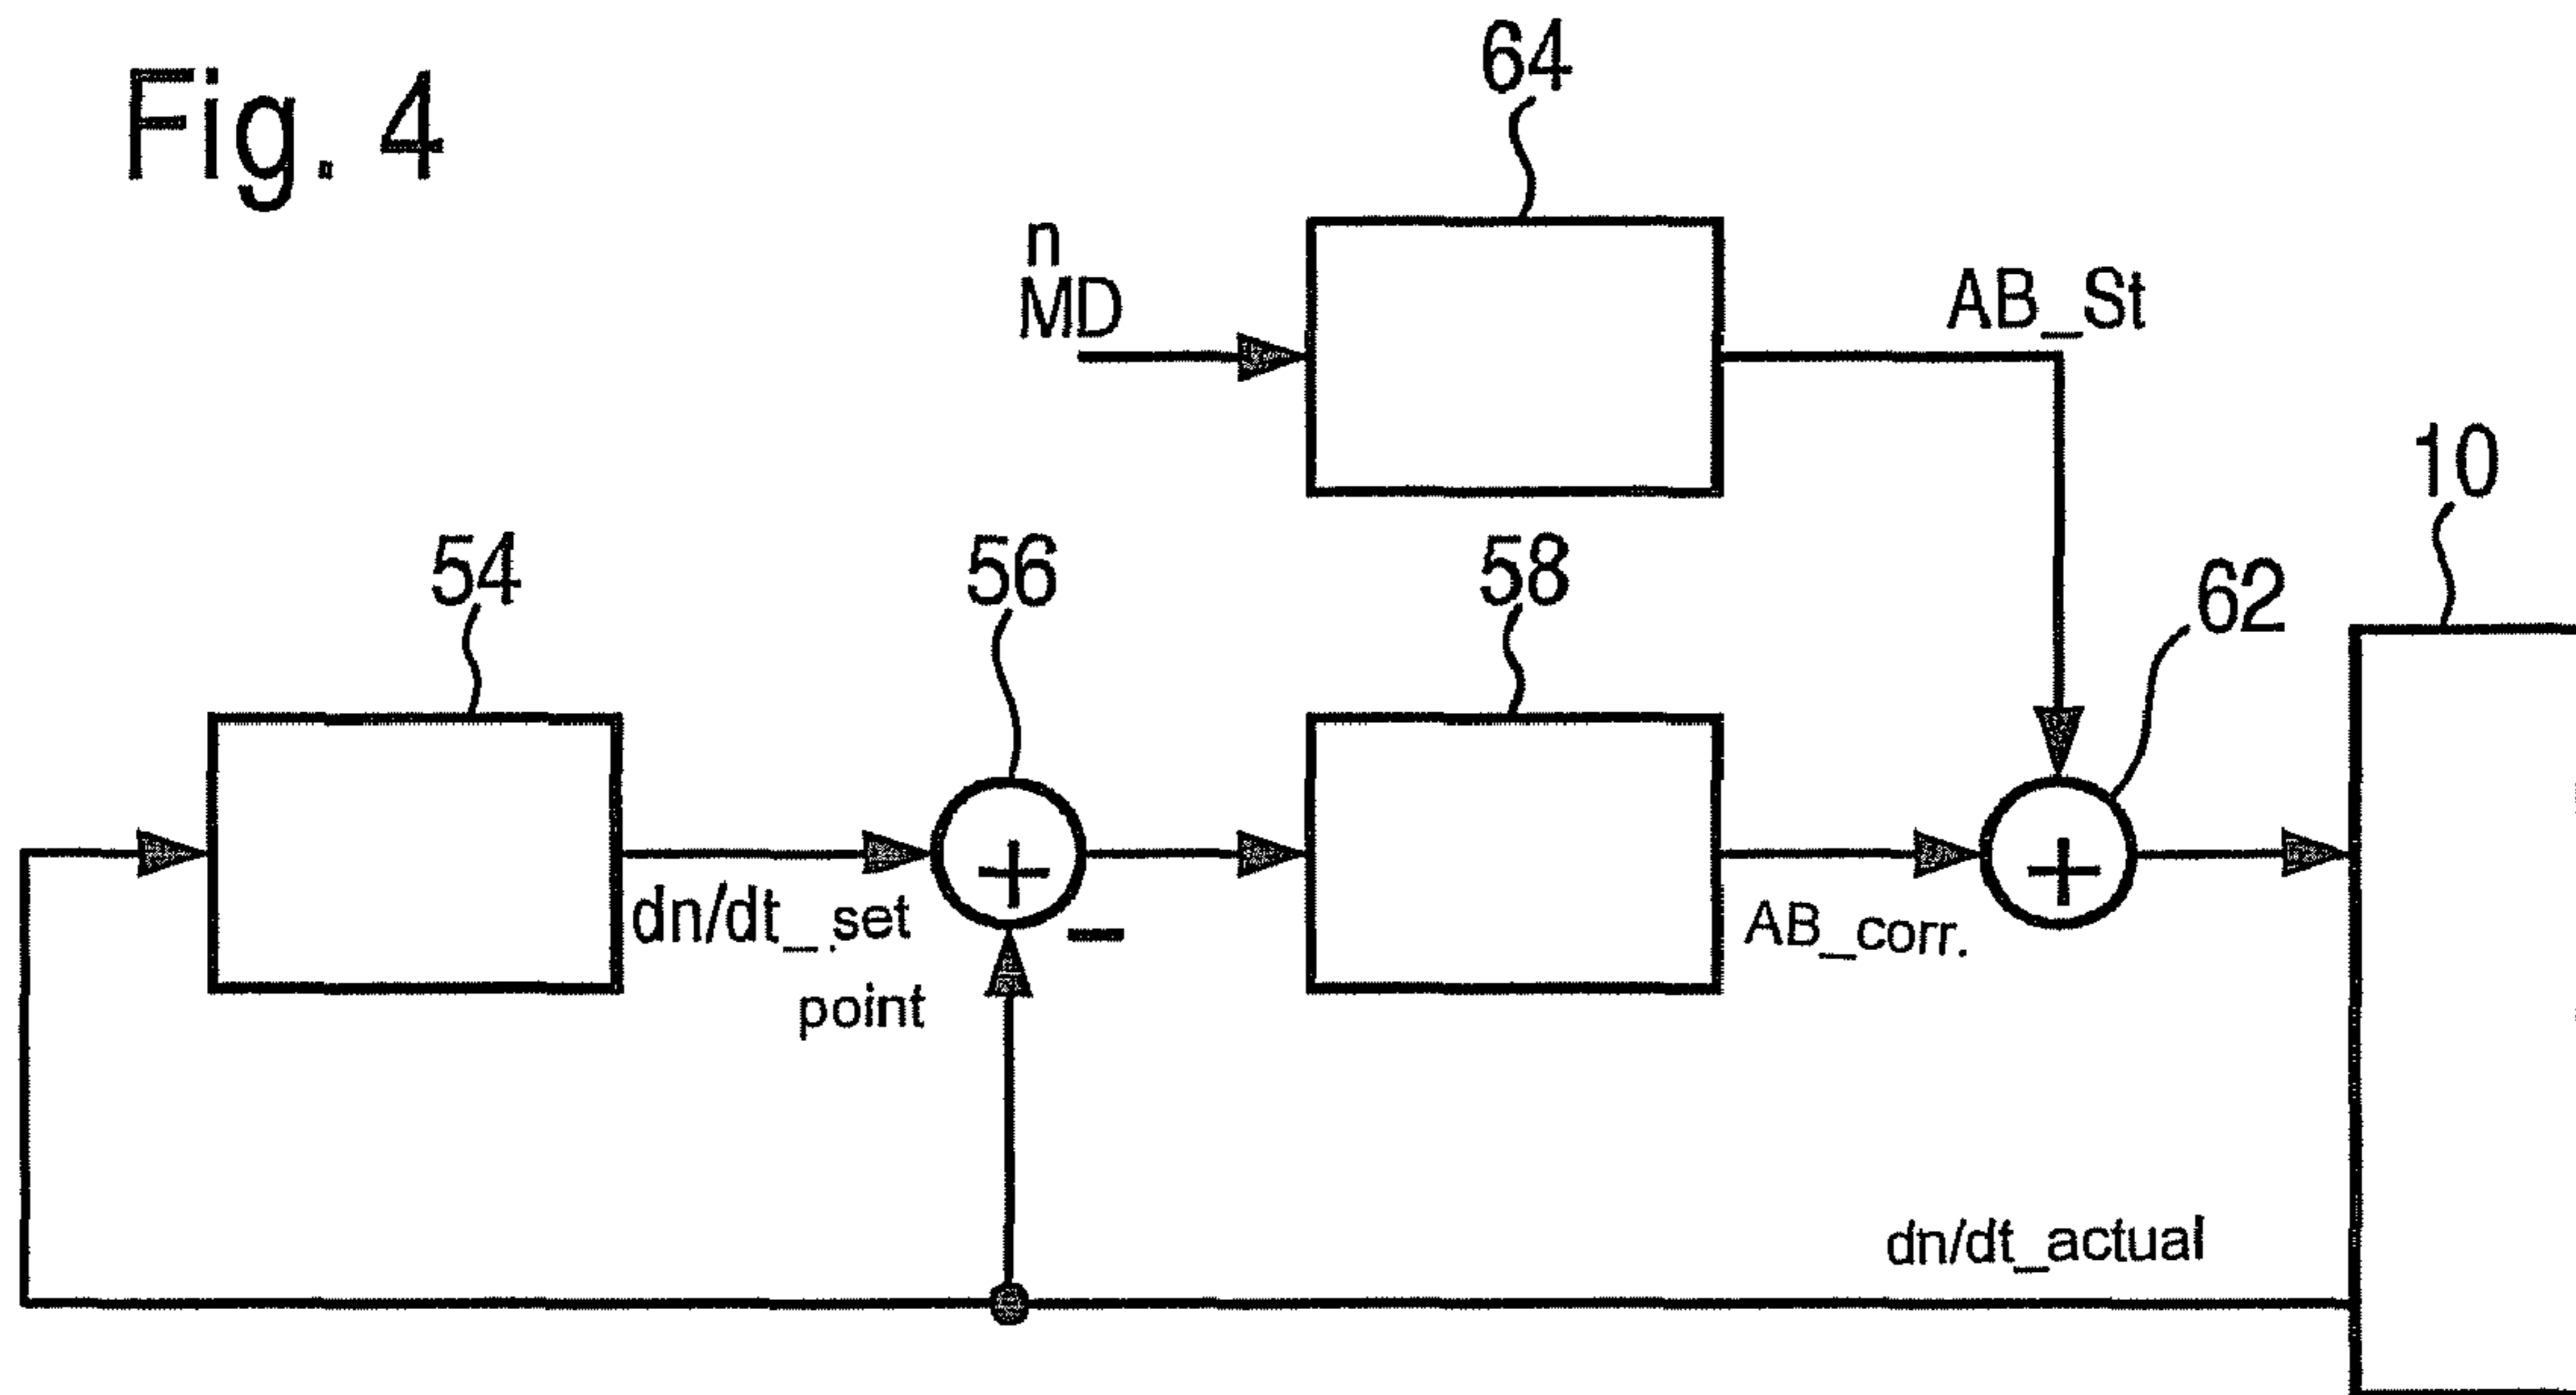 Fig. 4
64
n
MD
AB_St
10
54
56
58
62
+
+
dn/dt_set
point
−
AB_corr.
dn/dt_actual